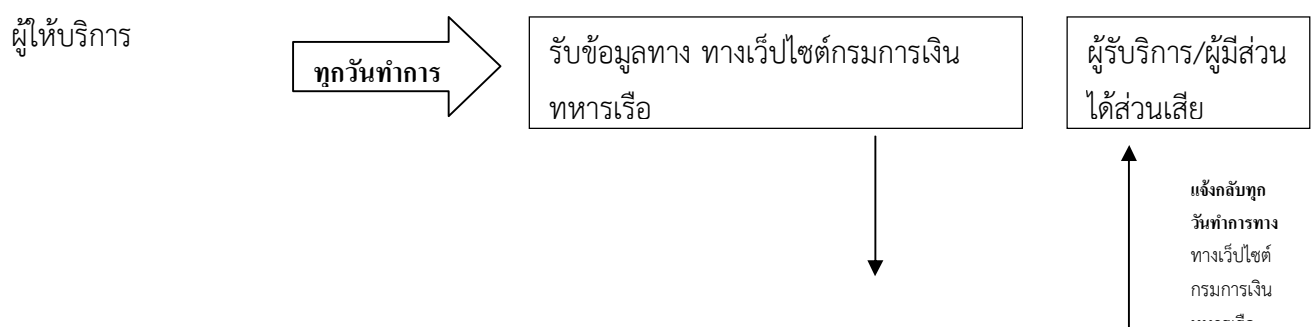 ผู้ให้บริการ
ทุกวันทำการ
รับข้อมูลทาง ทางเว็ปไซต์กรมการเงิน
ทหารเรือ
ผู้รับริการ/ผู้มีส่วน
ได้ส่วนเสีย
แจ้งกลับทุก
วันทำการทาง
ทางเว็ปไซต์
กรมการเงิน